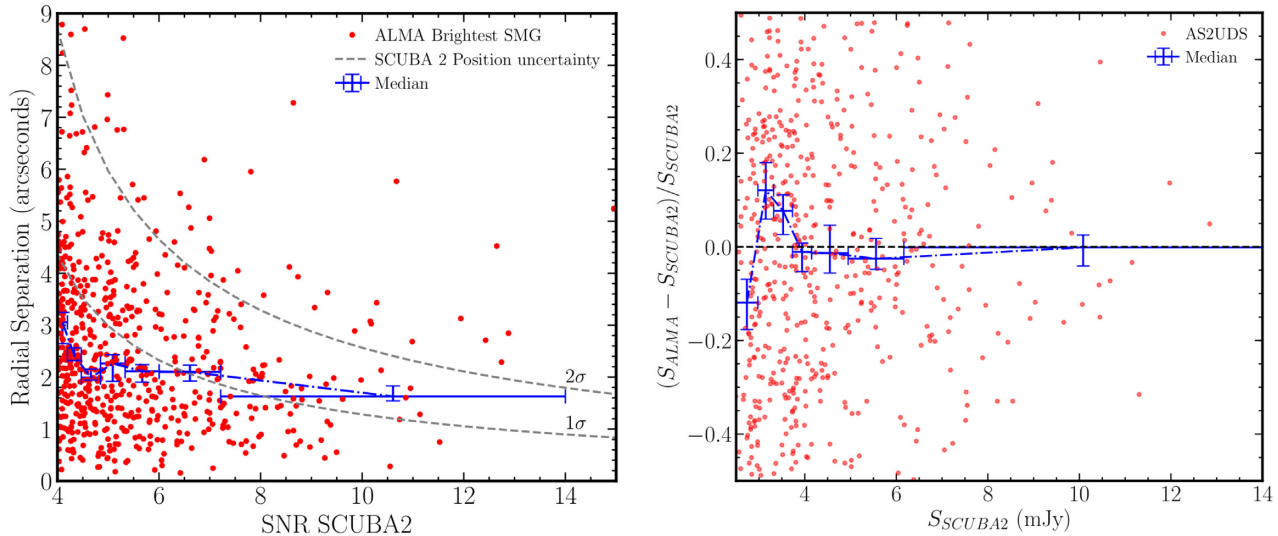 ALMA Brightest SMG
SCUBA 2 Position uncertainty
Median
Radial Separation (arcseconds)
9
8
7
6
5
4
3
2
1
0
2σ
1σ
4 6 8 10 12 14
SNR SCUBA2
AS2UDS
Median
(S_ALMA − S_SCUBA2)/S_SCUBA2
0.4
0.2
0.0
−0.2
−0.4
4 6 8 10 12 14
S_SCUBA2 (mJy)